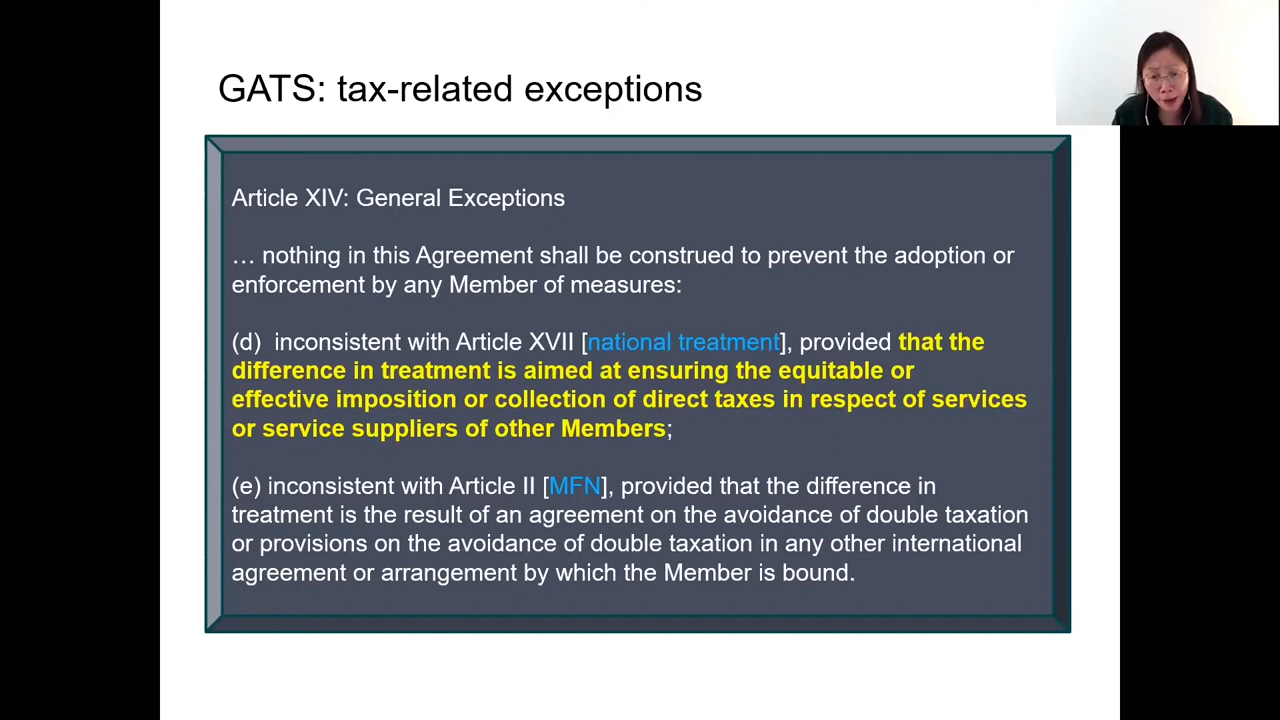 GATS: tax-related exceptions
Article XIV: General Exceptions
… nothing in this Agreement shall be construed to prevent the adoption or
enforcement by any Member of measures:
(d) inconsistent with Article XVII [national treatment], provided that the
difference in treatment is aimed at ensuring the equitable or
effective imposition or collection of direct taxes in respect of services
or service suppliers of other Members;
(e) inconsistent with Article II [MFN], provided that the difference in
treatment is the result of an agreement on the avoidance of double taxation
or provisions on the avoidance of double taxation in any other international
agreement or arrangement by which the Member is bound.